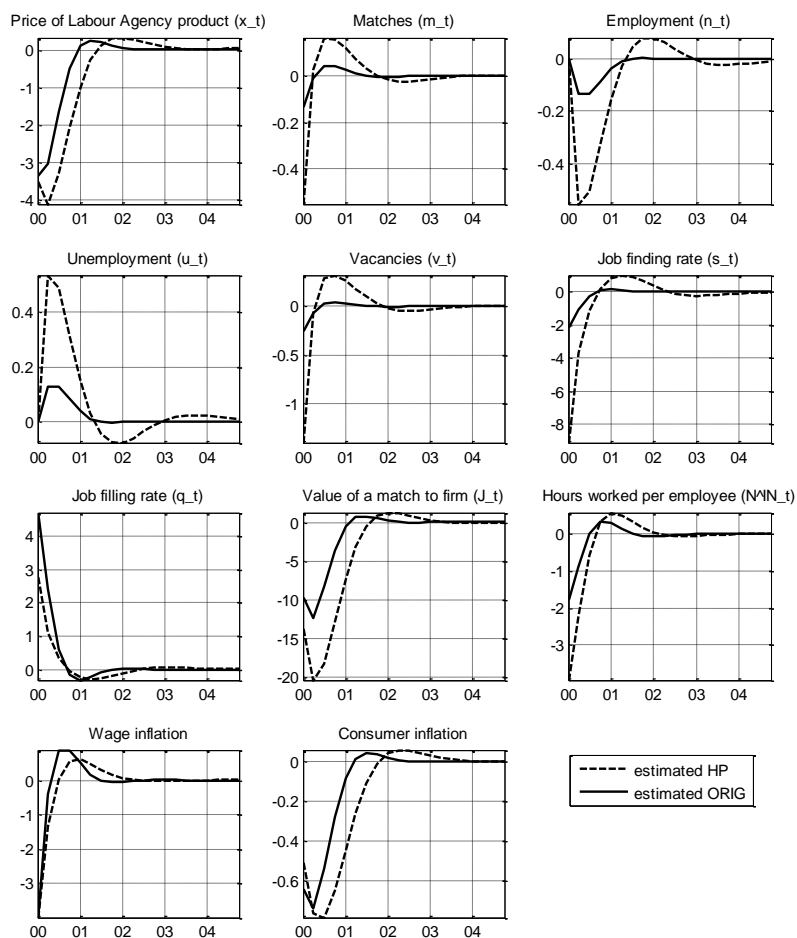 Price of Labour Agency product (x_t)
Matches (m_t)
Employment (n_t)
0
-1
-2
-3
-4
00 01 02 03 04
0
-0.2
-0.4
00 01 02 03 04
0
-0.2
-0.4
00 01 02 03 04
Unemployment (u_t)
Vacancies (v_t)
Job finding rate (s_t)
0.4
0.2
0
00 01 02 03 04
0
-0.5
-1
00 01 02 03 04
0
-2
-4
-6
-8
00 01 02 03 04
Job filling rate (q_t)
Value of a match to firm (J_t)
Hours worked per employee (N^IN_t)
4
3
2
1
0
00 01 02 03 04
0
-5
-10
-15
-20
00 01 02 03 04
0
-1
-2
-3
00 01 02 03 04
Wage inflation
Consumer inflation
0
-1
-2
-3
00 01 02 03 04
0
-0.2
-0.4
-0.6
00 01 02 03 04
estimated HP
estimated ORIG